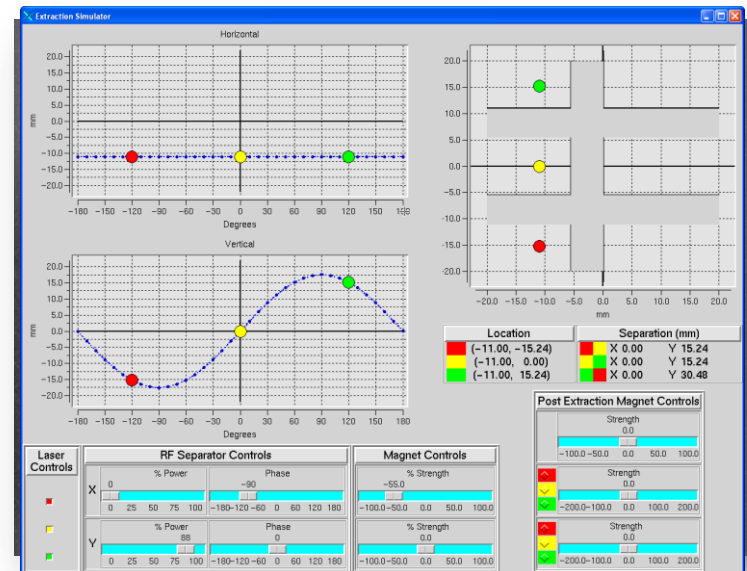 Extraction Simulator
Horizontal
20.0
15.0
10.0
5.0
0.0
-5.0
-10.0
-15.0
-20.0
mm
-180 -150 -120 -90 -60 -30 0 30 60 90 120 150
Degrees
Vertical
20.0
15.0
10.0
5.0
0.0
-5.0
-10.0
-15.0
-20.0
mm
-180 -150 -120 -90 -60 -30 0 30 60 90 120 150 180
Degrees
20.0
15.0
10.0
5.0
0.0
-5.0
-10.0
-15.0
-20.0
-20.0 -15.0 -10.0 -5.0 0.0 5.0 10.0 15.0 20.0
mm
Location Separation (mm)
(-11.00, -15.24) X 0.00 Y 15.24
(-11.00, 0.00) X 0.00 Y 15.24
(-11.00, 15.24) X 0.00 Y 30.48
Laser Controls
RF Separator Controls
X
% Power
0
0 25 50 75 100
Phase
-90
-180-120 -60 0 60 120 180
Y
% Power
88
0 25 50 75 100
Phase
0
-180-120 -60 0 60 120 180
Magnet Controls
% Strength
-55.0
-100.0-50.0 0.0 50.0 100.0
% Strength
0.0
-100.0-50.0 0.0 50.0 100.0
Post Extraction Magnet Controls
Strength
0.0
-100.0 -50.0 0.0 50.0 100.0
Strength
0.0
-200.0-100.0 0.0 100.0 200.0
Strength
0.0
-200.0-100.0 0.0 100.0 200.0